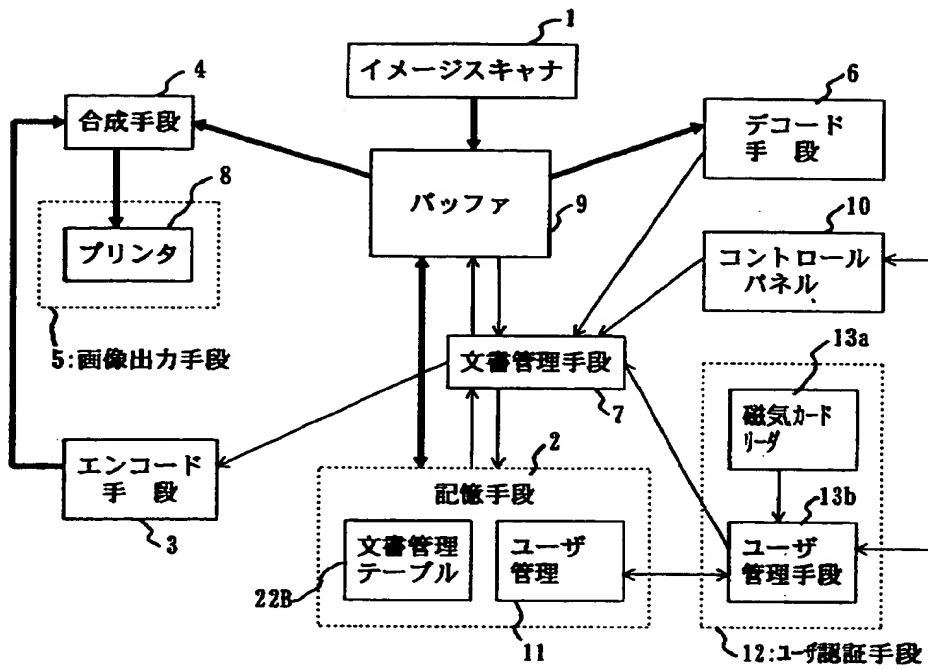 1
イメージスキャナ
4
合成手段
6
デコード
手　段
バッファ
9
8
プリンタ
10
コントロール
パネル
5:画像出力手段
文書管理手段
7
13a
磁気カード
リーダ
エンコード
手　段
3
2
記憶手段
13b
ユーザ
管理手段
文書管理
テーブル
22B
ユーザ
管理
11
12:ユーザ認証手段